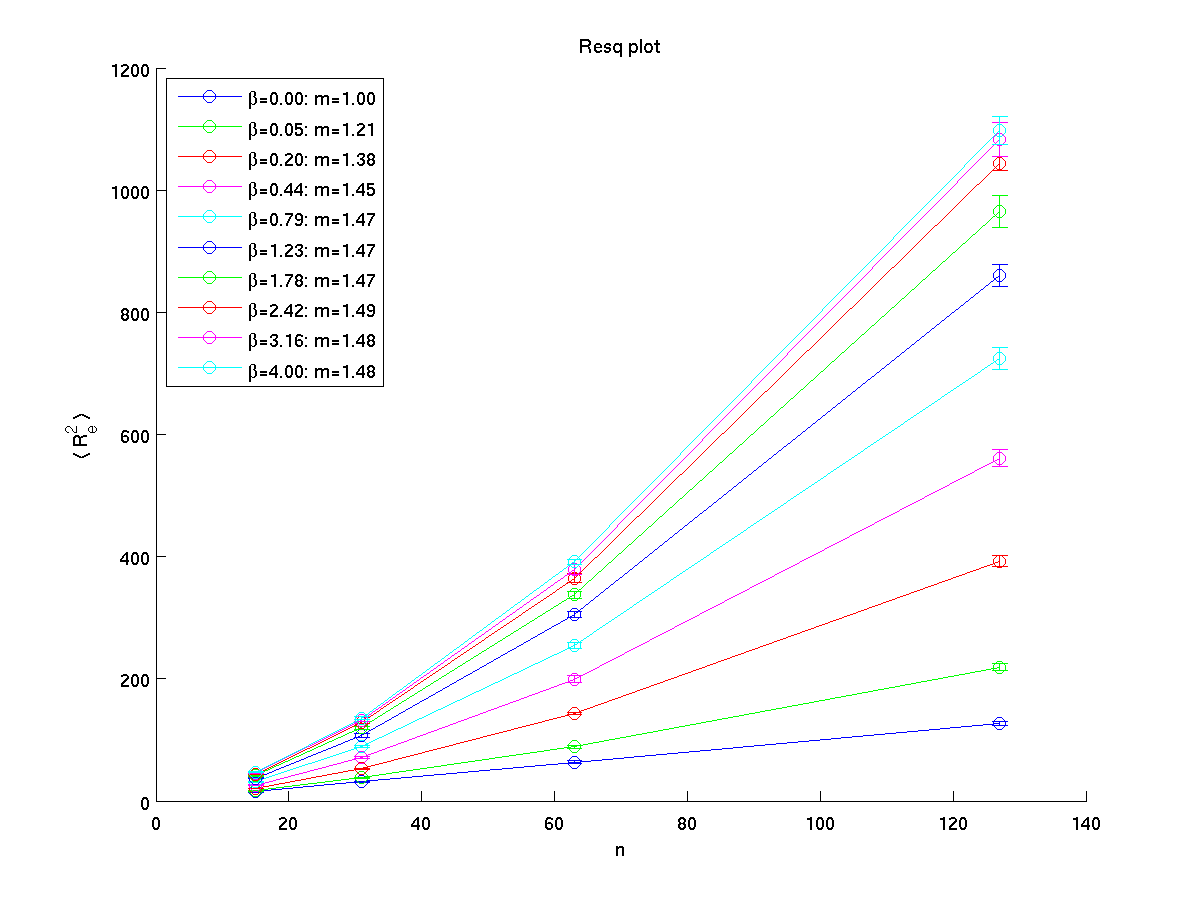 Resq plot
1200
1000
800
600
400
200
0
⟨ R_e^2 ⟩
β=0.00: m=1.00
β=0.05: m=1.21
β=0.20: m=1.38
β=0.44: m=1.45
β=0.79: m=1.47
β=1.23: m=1.47
β=1.78: m=1.47
β=2.42: m=1.49
β=3.16: m=1.48
β=4.00: m=1.48
0 20 40 60 80 100 120 140
n